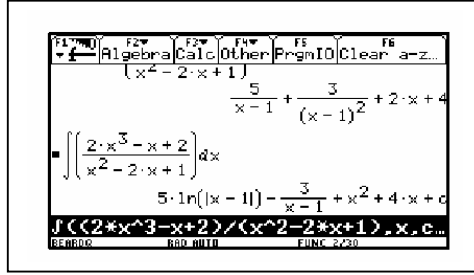 F1 F2 F3 F4 F5 F6
Algebra Calc Other PrgmIO Clear a-z…
(x² - 2·x + 1)
5/(x - 1) + 3/(x - 1)² + 2·x + 4
▪ ∫((2·x³ - x + 2)/(x² - 2·x + 1))dx
5·ln(|x - 1|) - 3/(x - 1) + x² + 4·x + c
∫((2*x^3-x+2)/(x^2-2*x+1),x,c…
RAD AUTO FUNC 2/30